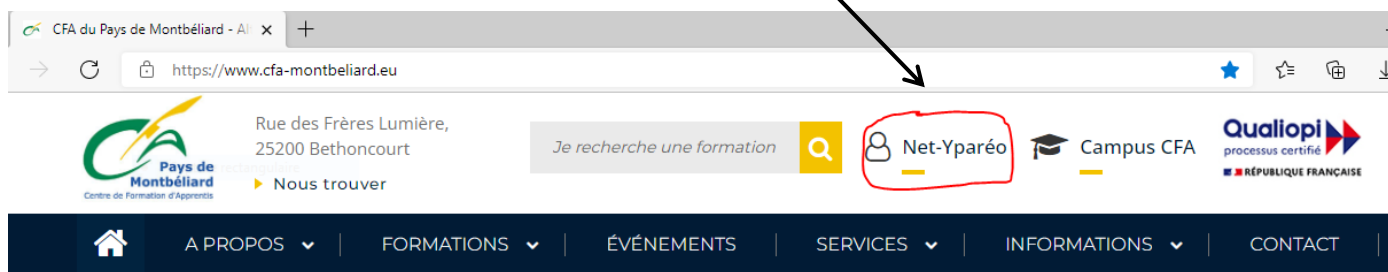 CFA du Pays de Montbéliard - Al
https://www.cfa-montbeliard.eu
Pays de
Montbéliard
Centre de Formation d'Apprentis
Rue des Frères Lumière,
25200 Bethoncourt
Nous trouver
Je recherche une formation
Net-Yparéo
Campus CFA
Qualiopi
processus certifié
RÉPUBLIQUE FRANÇAISE
A PROPOS
FORMATIONS
ÉVÉNEMENTS
SERVICES
INFORMATIONS
CONTACT